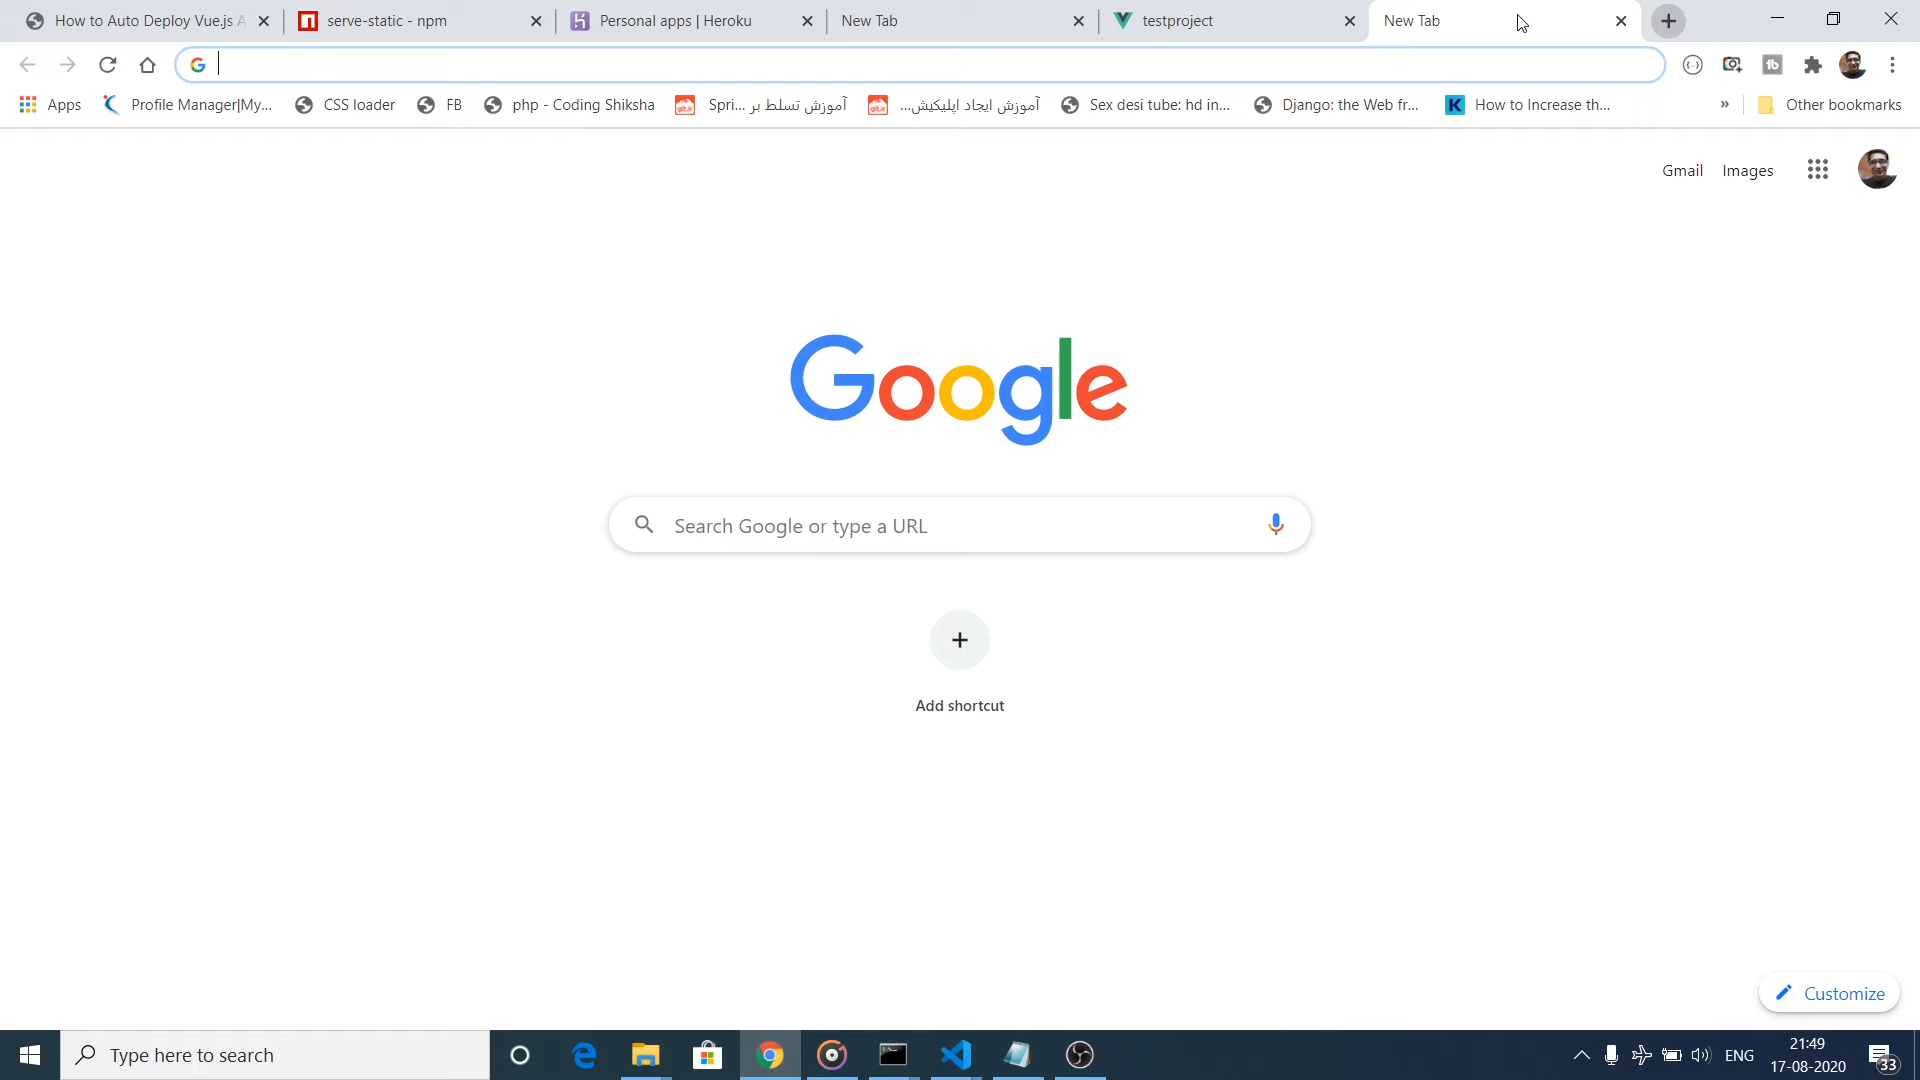 How to Auto Deploy Vue.js A
serve-static - npm
Personal apps | Heroku
New Tab
testproject
New Tab
Apps
Profile Manager|My...
CSS loader
FB
php - Coding Shiksha
آموزش تسلط بر Spri...
آموزش ایجاد اپلیکیش...
Sex desi tube: hd in...
Django: the Web fr...
How to Increase th...
»
Other bookmarks
Gmail
Images
Google
Search Google or type a URL
Add shortcut
Customize
Type here to search
ENG
21:49
17-08-2020
33